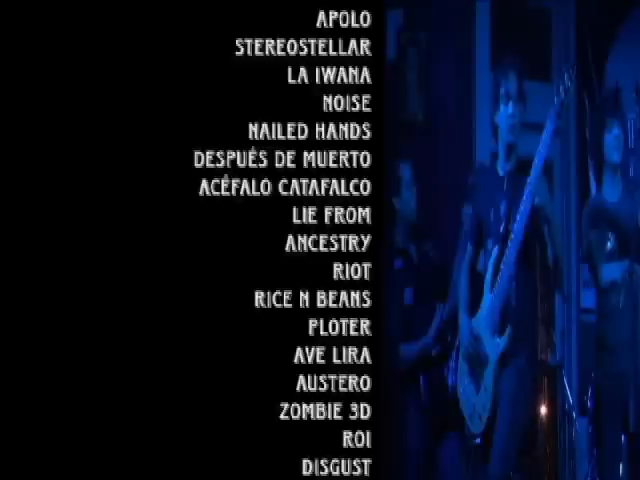 APOLO
STEREOSTELLAR
LA IWANA
NOISE
NAILED HANDS
DESPUÉS DE MUERTO
ACÉFALO CATAFALCO
LIE FROM
ANCESTRY
RIOT
RICE N BEANS
PLOTER
AVE LIRA
AUSTERO
ZOMBIE 3D
ROI
DISGUST